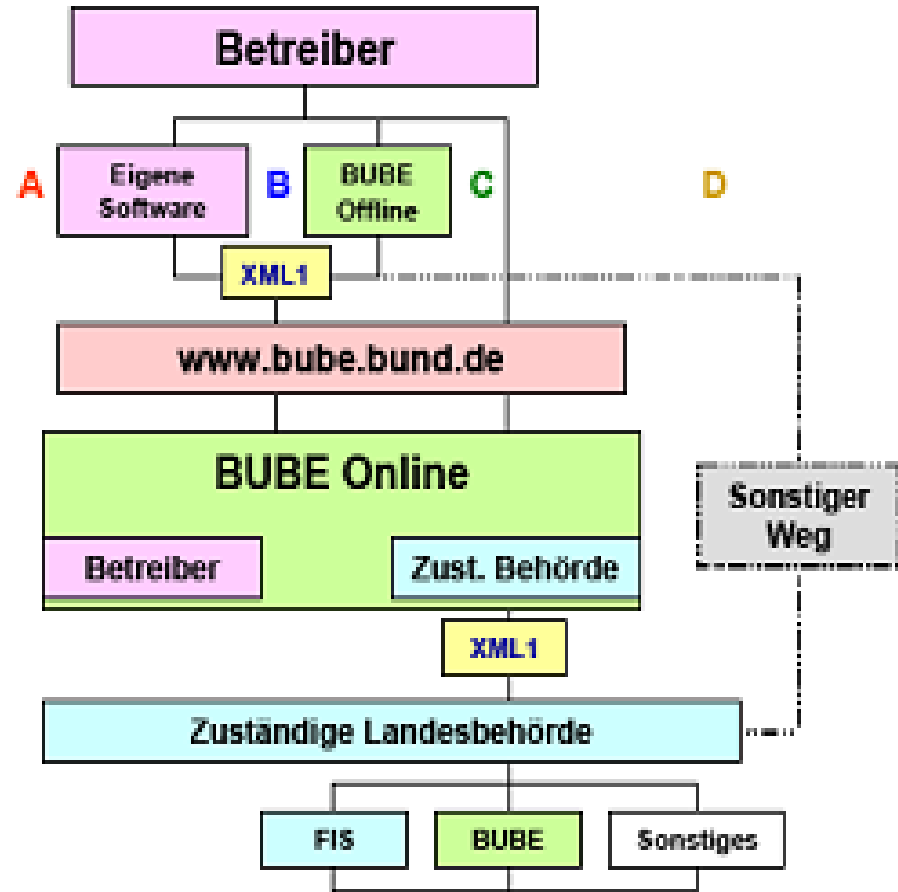 Betreiber
A
Eigene
Software
B
BUBE
Offline
C
D
XML1
www.bube.bund.de
BUBE Online
Betreiber
Zust. Behörde
Sonstiger
Weg
XML1
Zuständige Landesbehörde
FIS
BUBE
Sonstiges